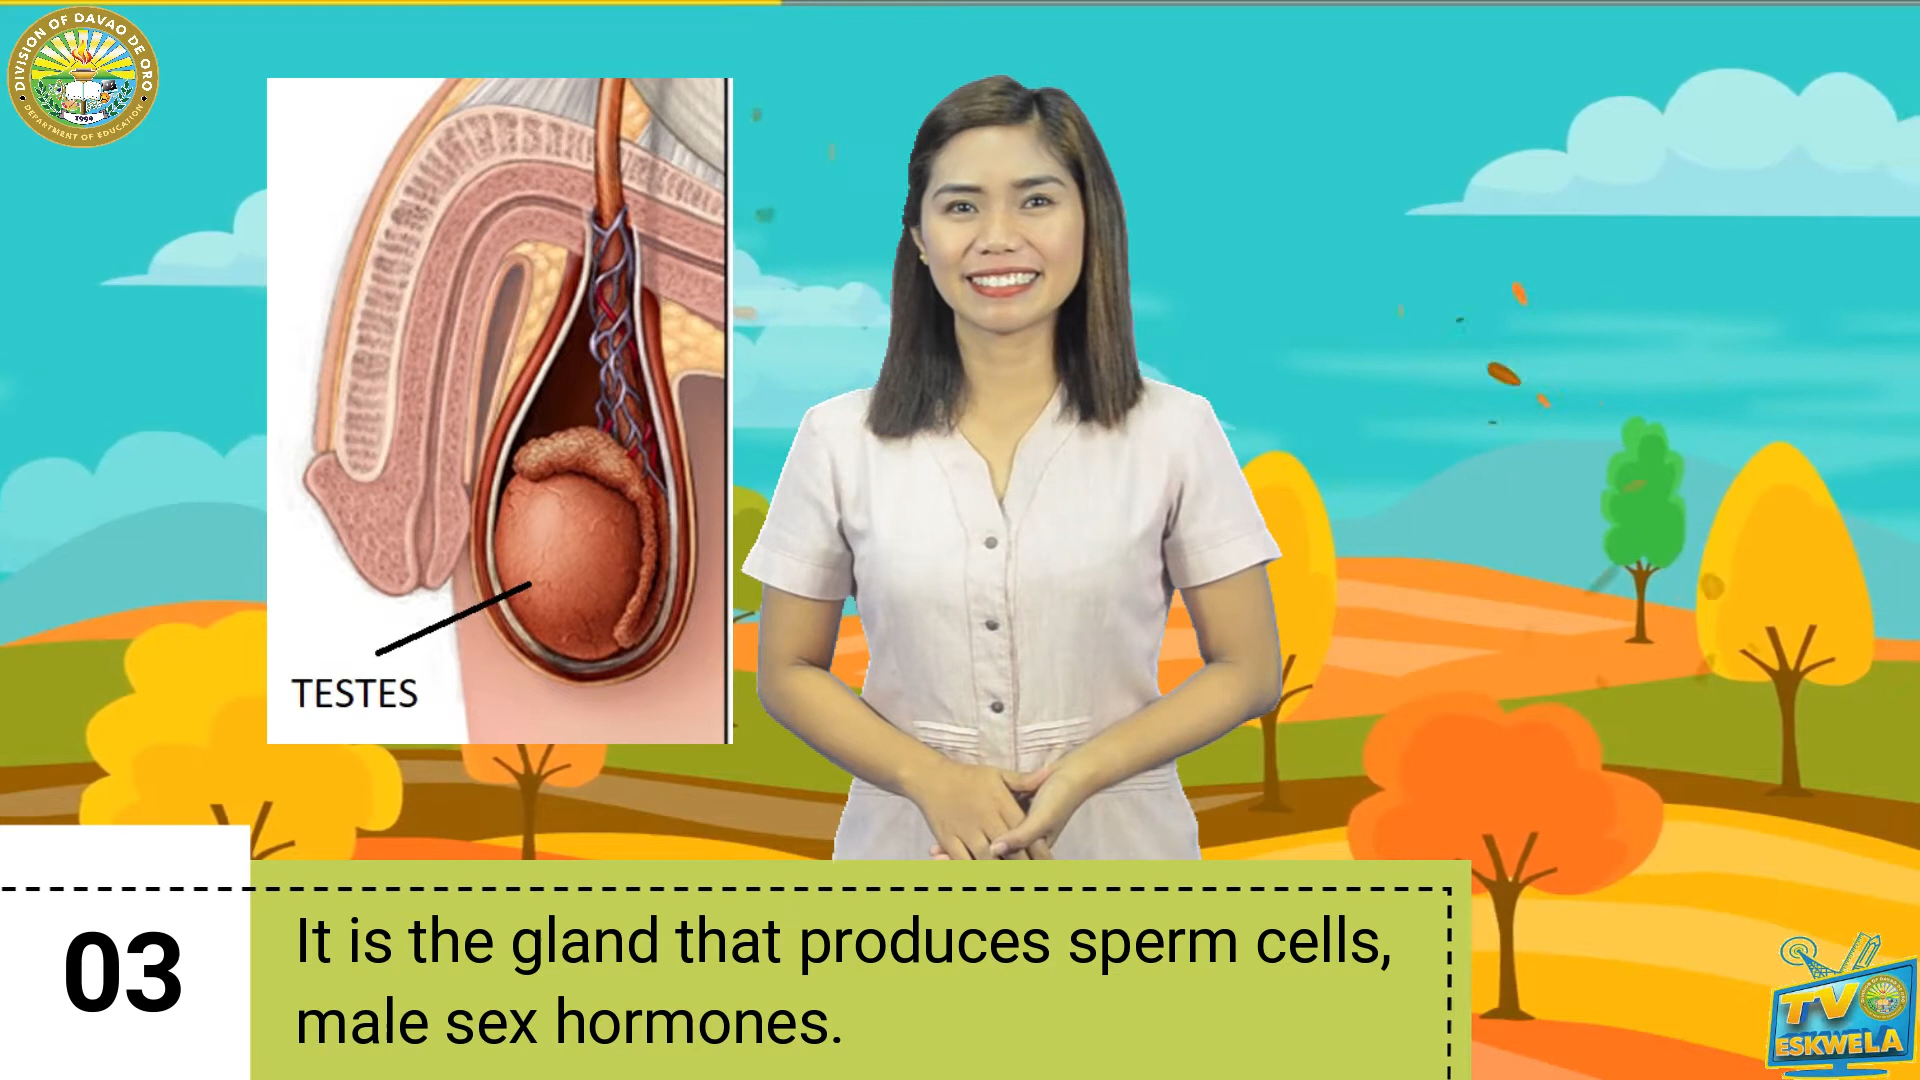 DIVISION OF DAVAO DE ORO
1998
DEPARTMENT OF EDUCATION
TESTES
03
It is the gland that produces sperm cells,
male sex hormones.
TV
ESKWELA